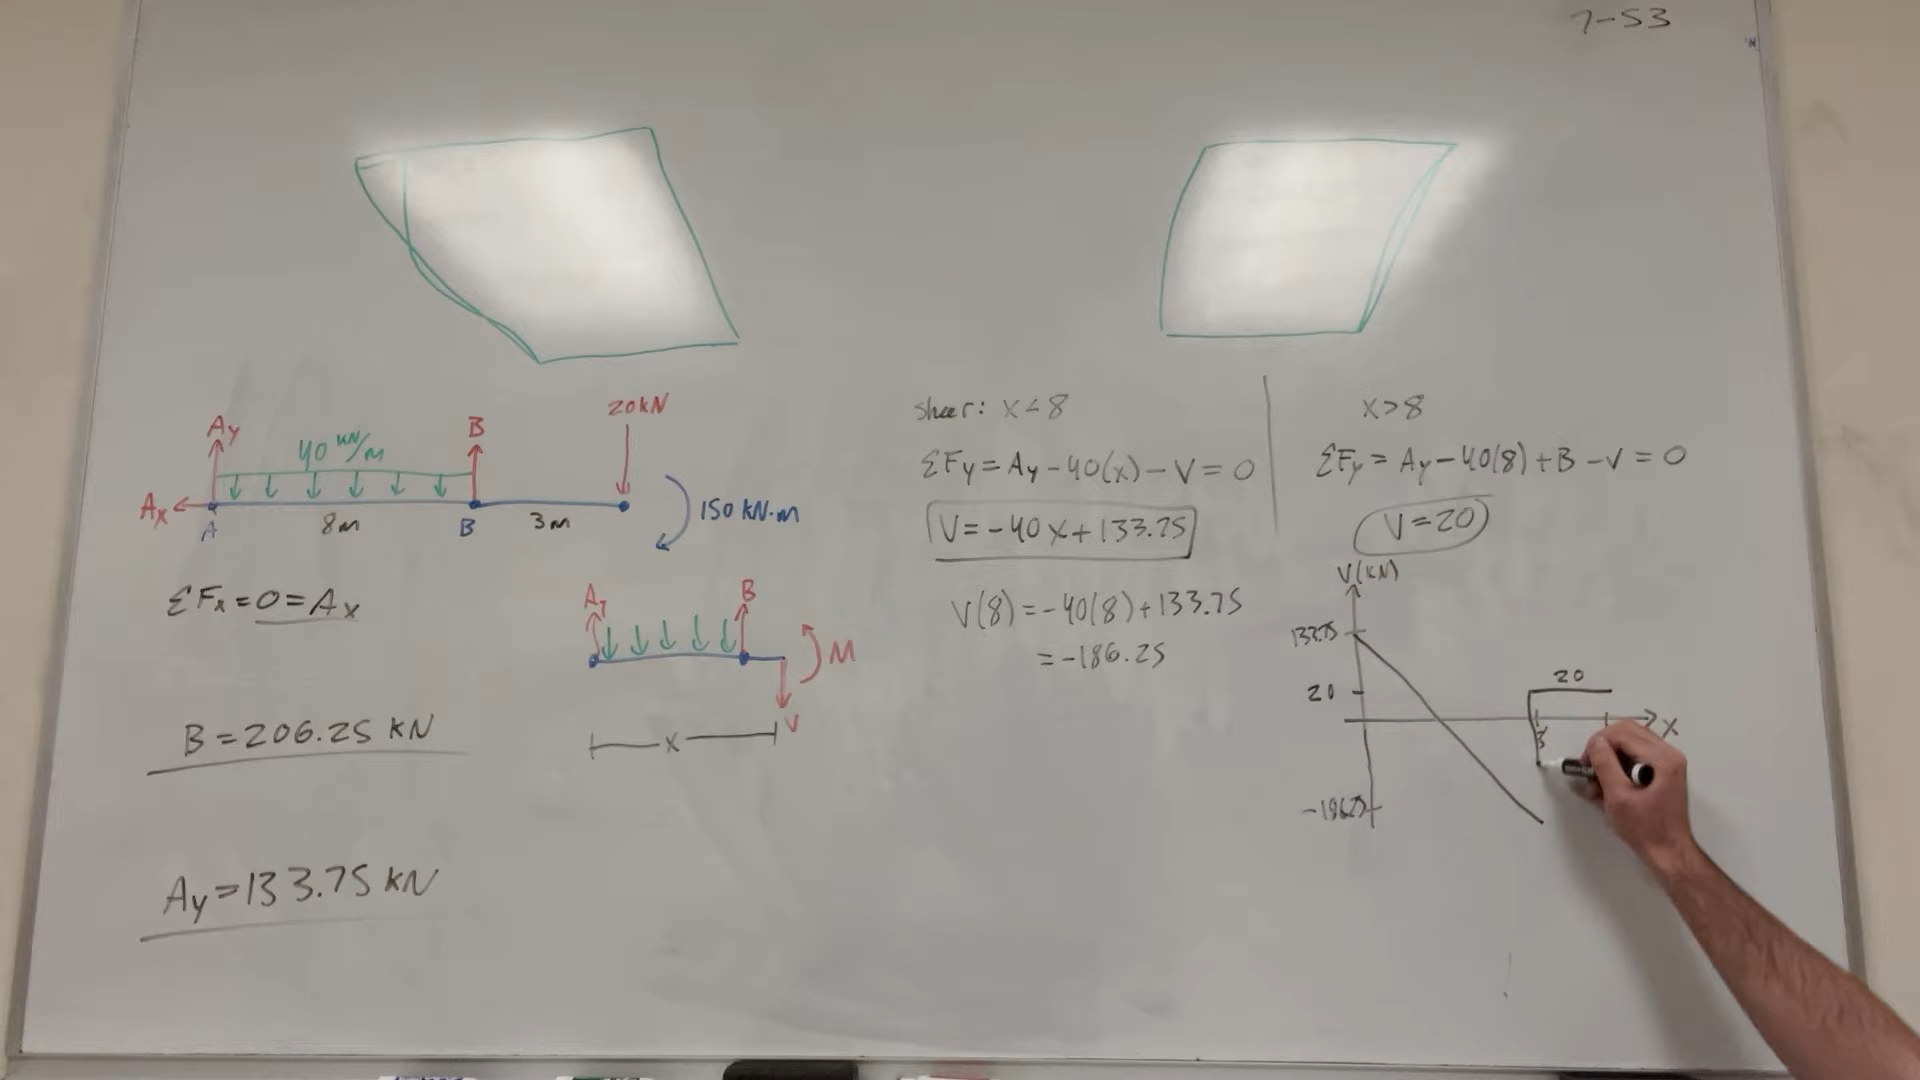 7-53
20kN
Ay
B
40 kN/m
Ax
A
8m
B
3m
150 kN·m
ΣFx=0=Ax
Ay
B
M
V
x
B=206.25 kN
Ay=133.75 kN
shear: x<8
ΣFy=Ay-40(x)-V=0
V=-40x+133.75
V(8)=-40(8)+133.75
=-186.25
x>8
ΣFy=Ay-40(8)+B-V=0
V=20
V(kN)
133.75
20
20
x
-186.25